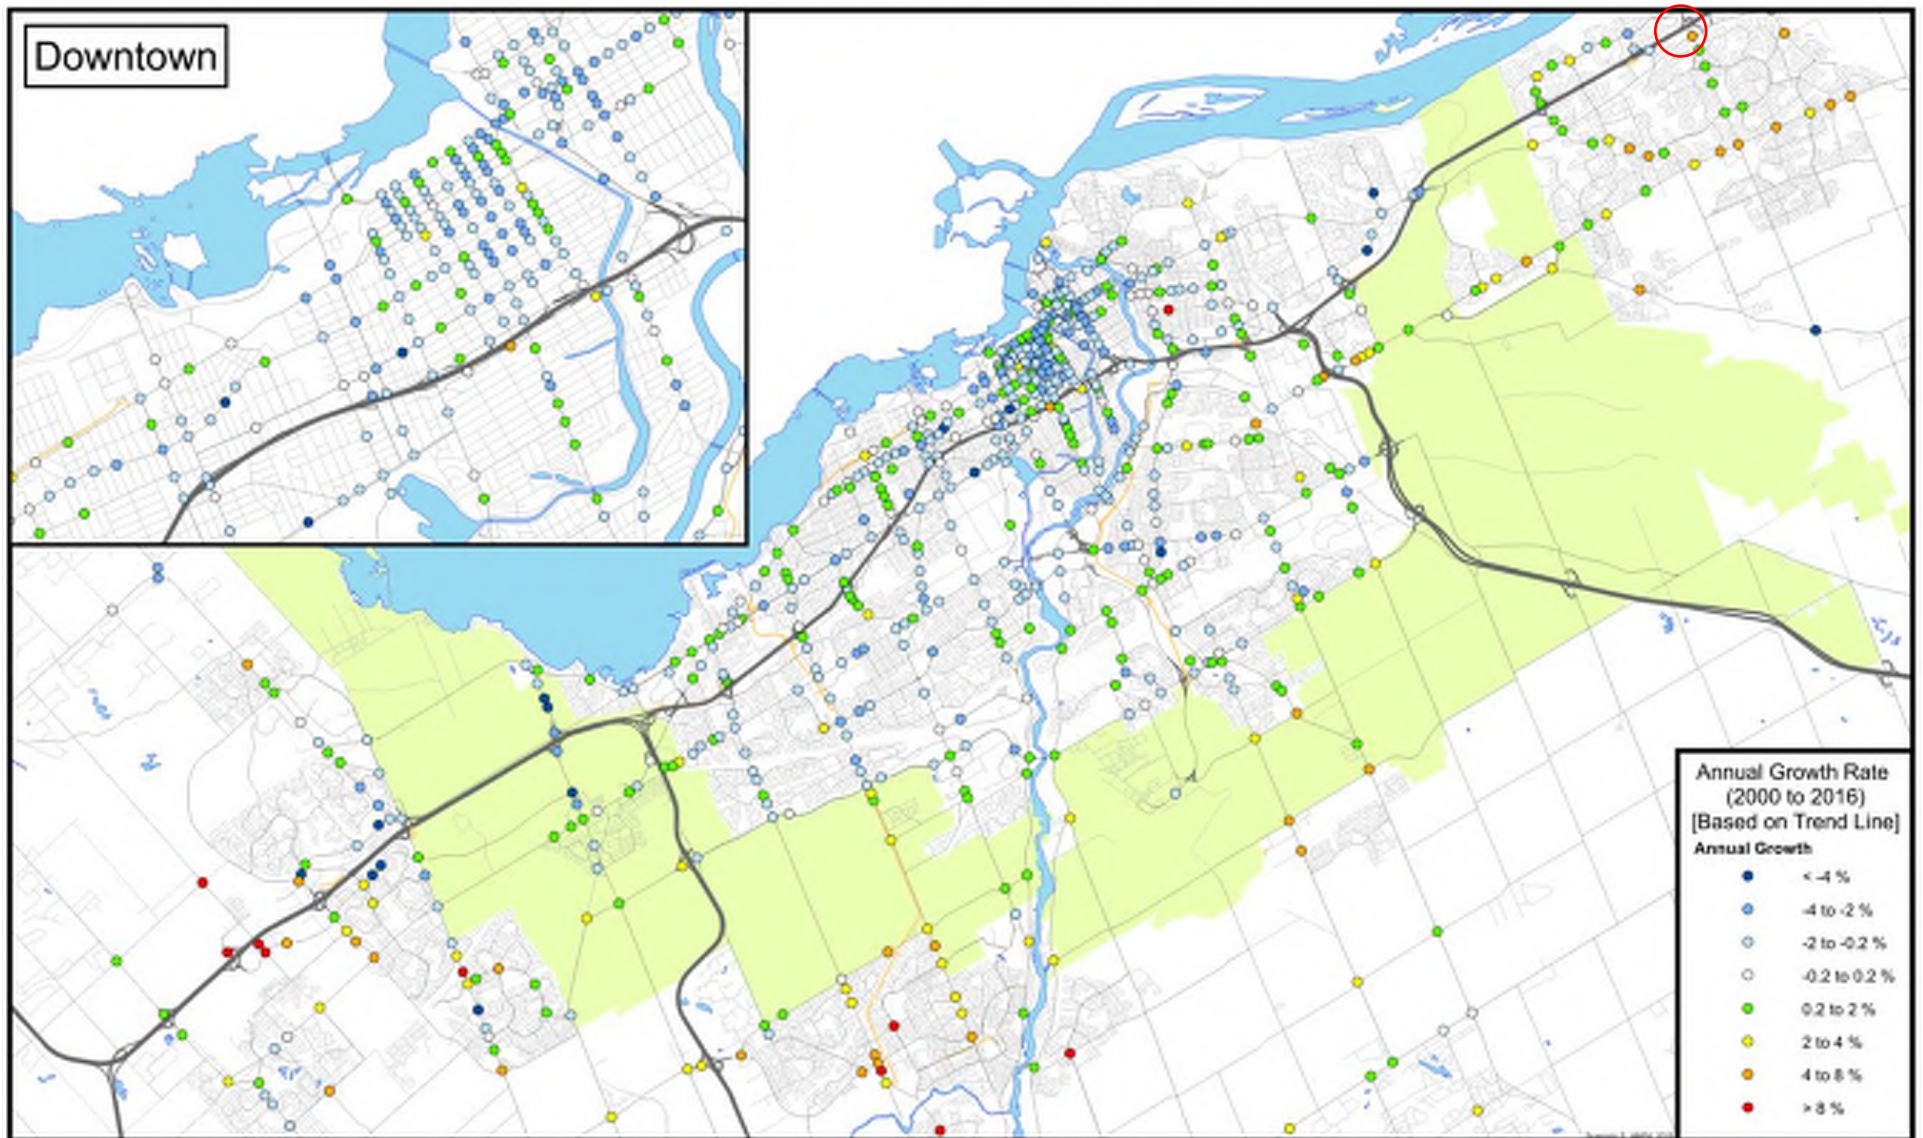 Downtown
Annual Growth Rate
(2000 to 2016)
[Based on Trend Line]
Annual Growth
< -4 %
-4 to -2 %
-2 to -0.2 %
-0.2 to 0.2 %
0.2 to 2 %
2 to 4 %
4 to 8 %
> 8 %